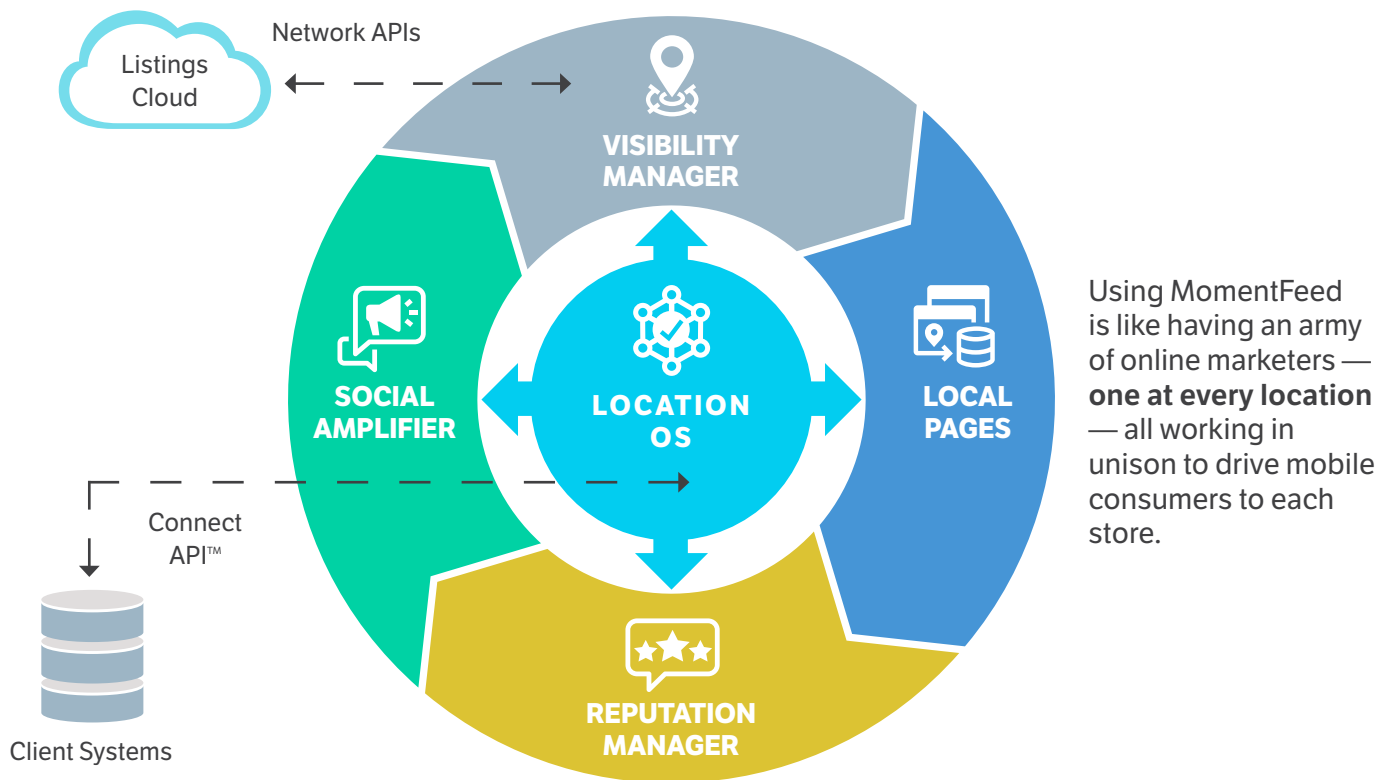 Network APIs
Listings
Cloud
VISIBILITY
MANAGER
SOCIAL
AMPLIFIER
LOCATION
OS
LOCAL
PAGES
Using MomentFeed
is like having an army
of online marketers —
one at every location
— all working in
unison to drive mobile
consumers to each
store.
Connect
API™
REPUTATION
MANAGER
Client Systems